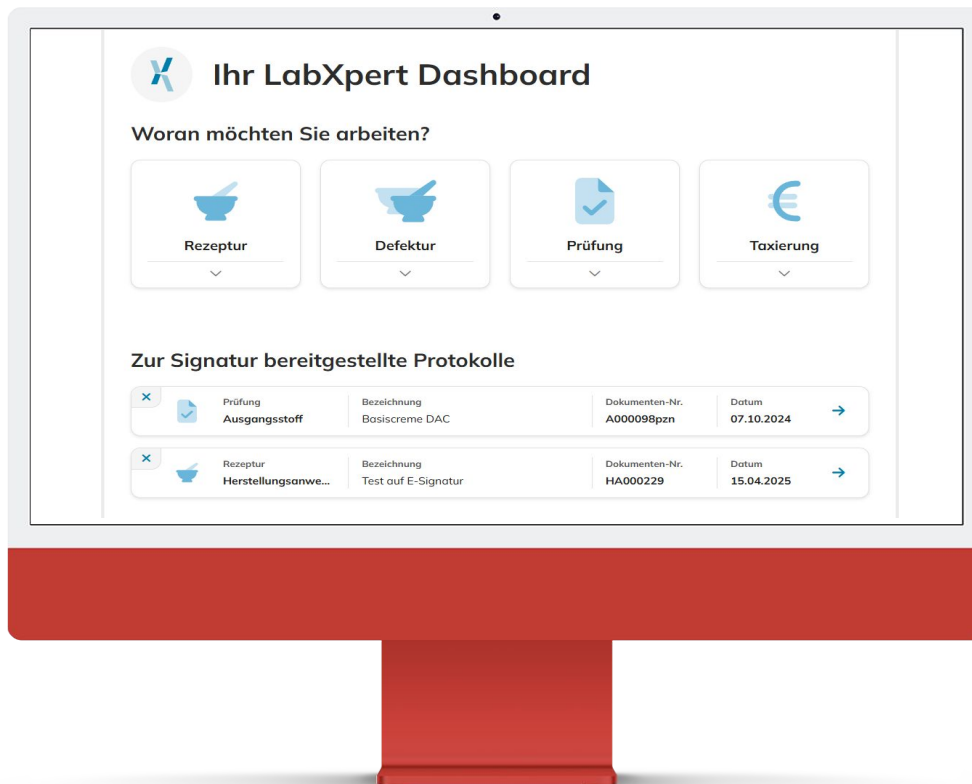 Ihr LabXpert Dashboard
Woran möchten Sie arbeiten?
Rezeptur
Defektur
Prüfung
Taxierung
Zur Signatur bereitgestellte Protokolle
Prüfung Bezeichnung Dokumenten-Nr. Datum
Ausgangsstoff Basiscreme DAC A000098pzn 07.10.2024
Rezeptur Bezeichnung Dokumenten-Nr. Datum
Herstellungsanwe... Test auf E-Signatur HA000229 15.04.2025